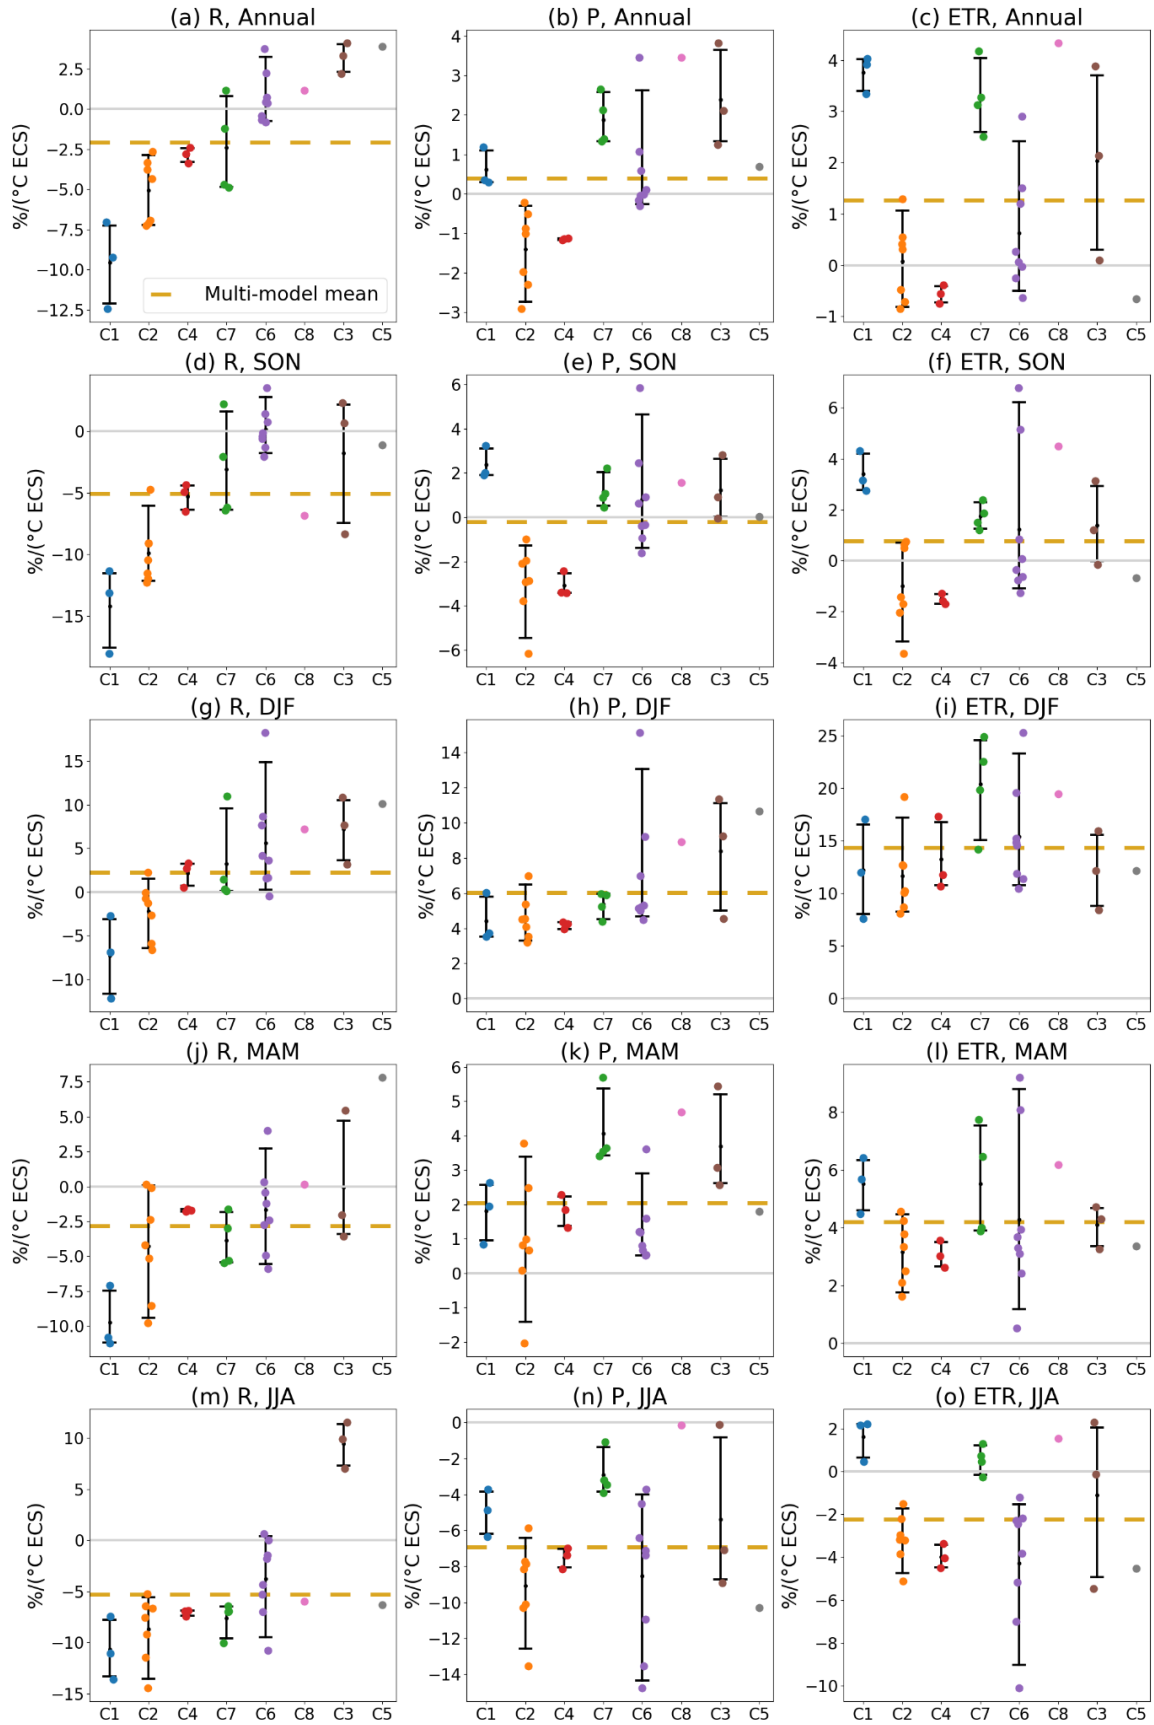 (a) R, Annual
%/(°C ECS)
2.5
0.0
−2.5
−5.0
−7.5
−10.0
−12.5
Multi-model mean
C1 C2 C4 C7 C6 C8 C3 C5
(b) P, Annual
%/(°C ECS)
4
3
2
1
0
−1
−2
−3
C1 C2 C4 C7 C6 C8 C3 C5
(c) ETR, Annual
%/(°C ECS)
4
3
2
1
0
−1
C1 C2 C4 C7 C6 C8 C3 C5
(d) R, SON
%/(°C ECS)
0
−5
−10
−15
C1 C2 C4 C7 C6 C8 C3 C5
(e) P, SON
%/(°C ECS)
6
4
2
0
−2
−4
−6
C1 C2 C4 C7 C6 C8 C3 C5
(f) ETR, SON
%/(°C ECS)
6
4
2
0
−2
−4
C1 C2 C4 C7 C6 C8 C3 C5
(g) R, DJF
%/(°C ECS)
15
10
5
0
−5
−10
C1 C2 C4 C7 C6 C8 C3 C5
(h) P, DJF
%/(°C ECS)
14
12
10
8
6
4
2
0
C1 C2 C4 C7 C6 C8 C3 C5
(i) ETR, DJF
%/(°C ECS)
25
20
15
10
5
0
C1 C2 C4 C7 C6 C8 C3 C5
(j) R, MAM
%/(°C ECS)
7.5
5.0
2.5
0.0
−2.5
−5.0
−7.5
−10.0
C1 C2 C4 C7 C6 C8 C3 C5
(k) P, MAM
%/(°C ECS)
6
5
4
3
2
1
0
−1
−2
C1 C2 C4 C7 C6 C8 C3 C5
(l) ETR, MAM
%/(°C ECS)
8
6
4
2
0
C1 C2 C4 C7 C6 C8 C3 C5
(m) R, JJA
%/(°C ECS)
10
5
0
−5
−10
−15
C1 C2 C4 C7 C6 C8 C3 C5
(n) P, JJA
%/(°C ECS)
0
−2
−4
−6
−8
−10
−12
−14
C1 C2 C4 C7 C6 C8 C3 C5
(o) ETR, JJA
%/(°C ECS)
2
0
−2
−4
−6
−8
−10
C1 C2 C4 C7 C6 C8 C3 C5